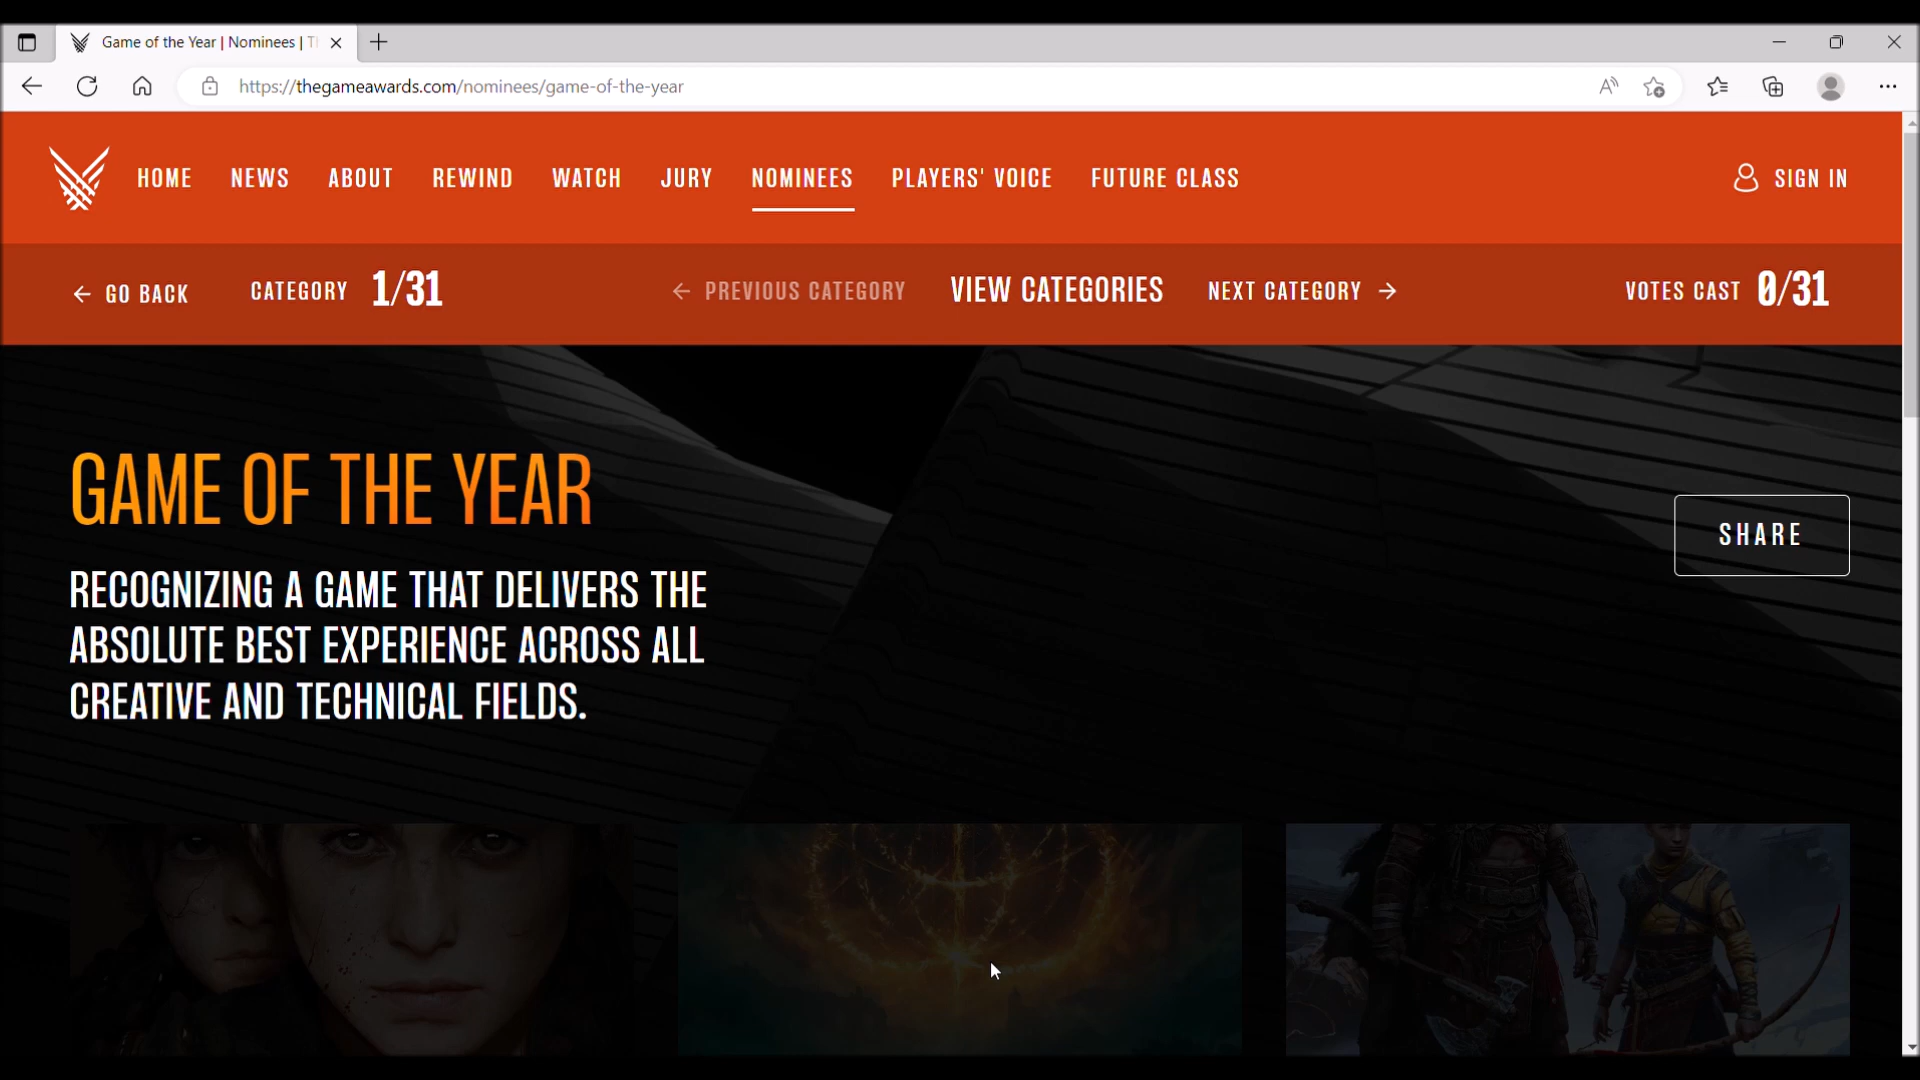 Game of the Year | Nominees | T
https://thegameawards.com/nominees/game-of-the-year
HOME NEWS ABOUT REWIND WATCH JURY NOMINEES PLAYERS' VOICE FUTURE CLASS SIGN IN
GO BACK CATEGORY 1/31 PREVIOUS CATEGORY VIEW CATEGORIES NEXT CATEGORY VOTES CAST 0/31
GAME OF THE YEAR
SHARE
RECOGNIZING A GAME THAT DELIVERS THE
ABSOLUTE BEST EXPERIENCE ACROSS ALL
CREATIVE AND TECHNICAL FIELDS.